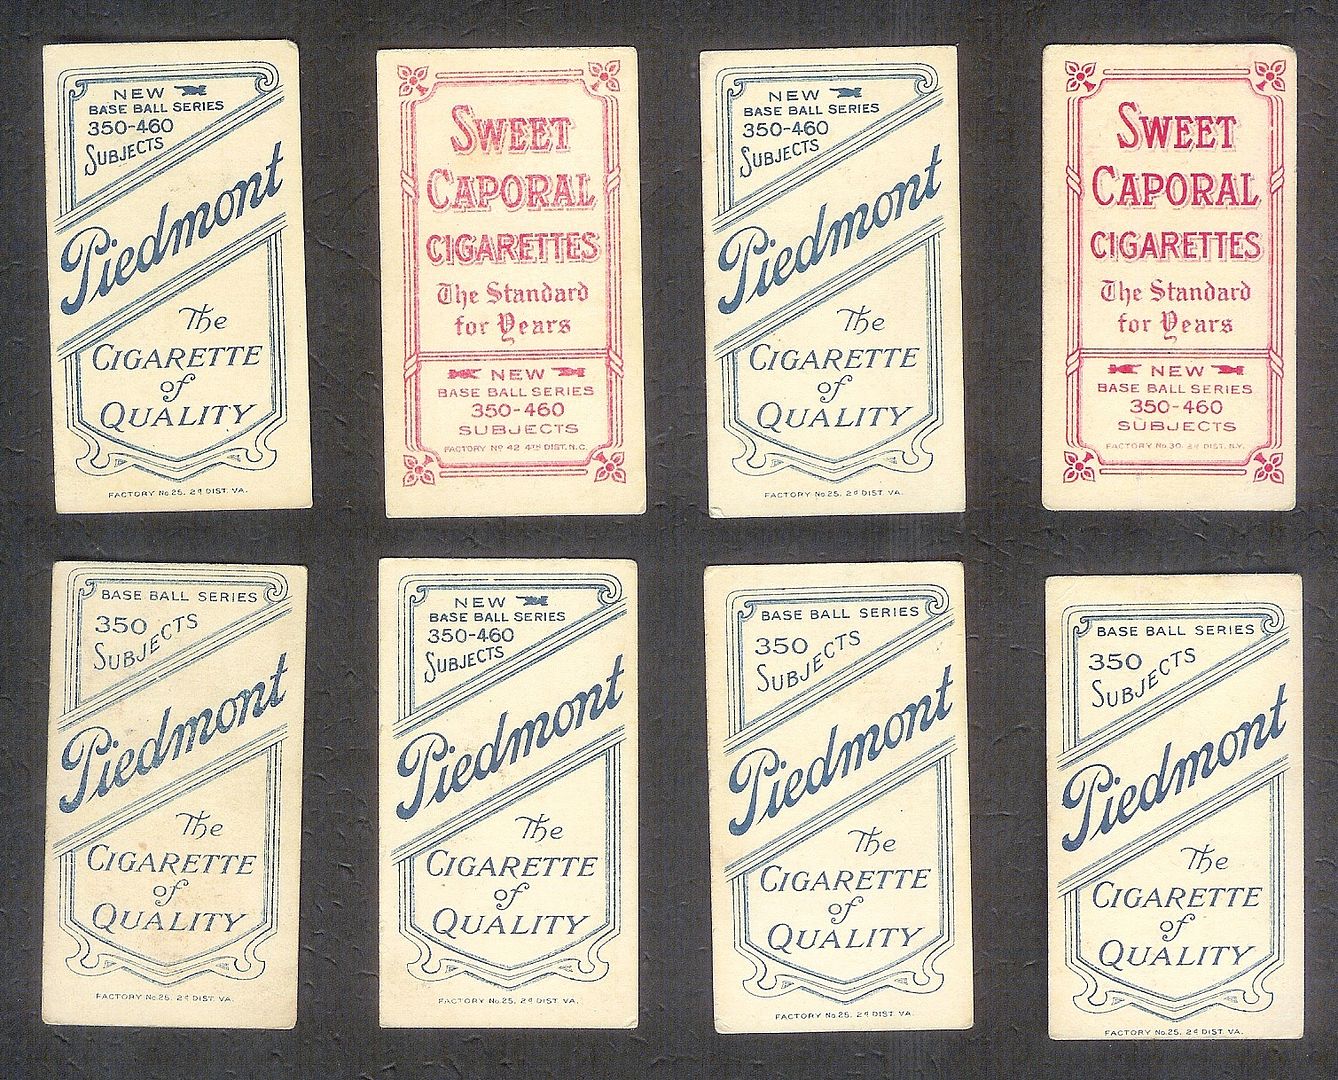 NEW
BASE BALL SERIES
350-460
SUBJECTS
Piedmont
The
CIGARETTE
of
QUALITY
FACTORY No.25. 2d DIST. VA.
SWEET
CAPORAL
CIGARETTES
The Standard
for Years
NEW
BASE BALL SERIES
350-460
SUBJECTS
FACTORY No 42 4TH DIST. N.C.
NEW
BASE BALL SERIES
350-460
SUBJECTS
Piedmont
The
CIGARETTE
of
QUALITY
FACTORY No.25. 2d DIST. VA.
SWEET
CAPORAL
CIGARETTES
The Standard
for Years
NEW
BASE BALL SERIES
350-460
SUBJECTS
FACTORY No 30. 2d DIST. N.Y.
BASE BALL SERIES
350
SUBJECTS
Piedmont
The
CIGARETTE
of
QUALITY
FACTORY No.25. 2d DIST. VA.
NEW
BASE BALL SERIES
350-460
SUBJECTS
Piedmont
The
CIGARETTE
of
QUALITY
FACTORY No.25. 2d DIST. VA.
BASE BALL SERIES
350
SUBJECTS
Piedmont
The
CIGARETTE
of
QUALITY
FACTORY No.25. 2d DIST. VA.
BASE BALL SERIES
350
SUBJECTS
Piedmont
The
CIGARETTE
of
QUALITY
FACTORY No.25. 2d DIST. VA.